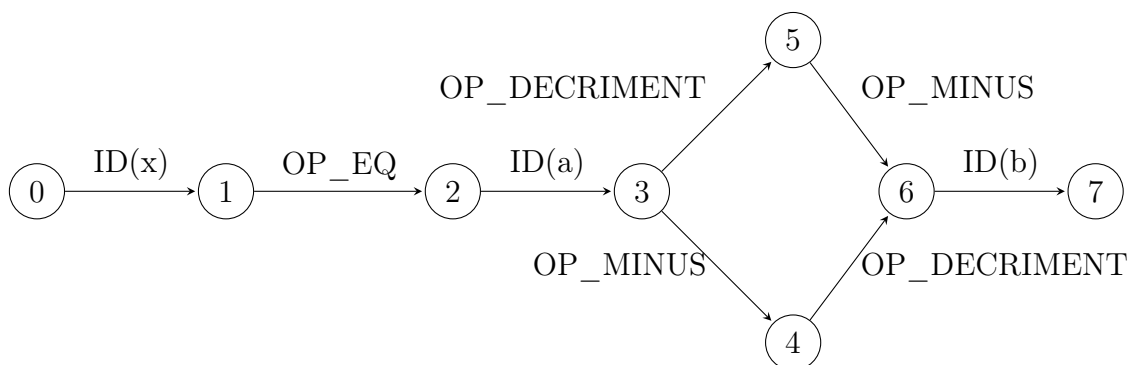 5
OP_DECRIMENT OP_MINUS
ID(x) OP_EQ ID(a) ID(b)
0 1 2 3 6 7
OP_MINUS OP_DECRIMENT
4